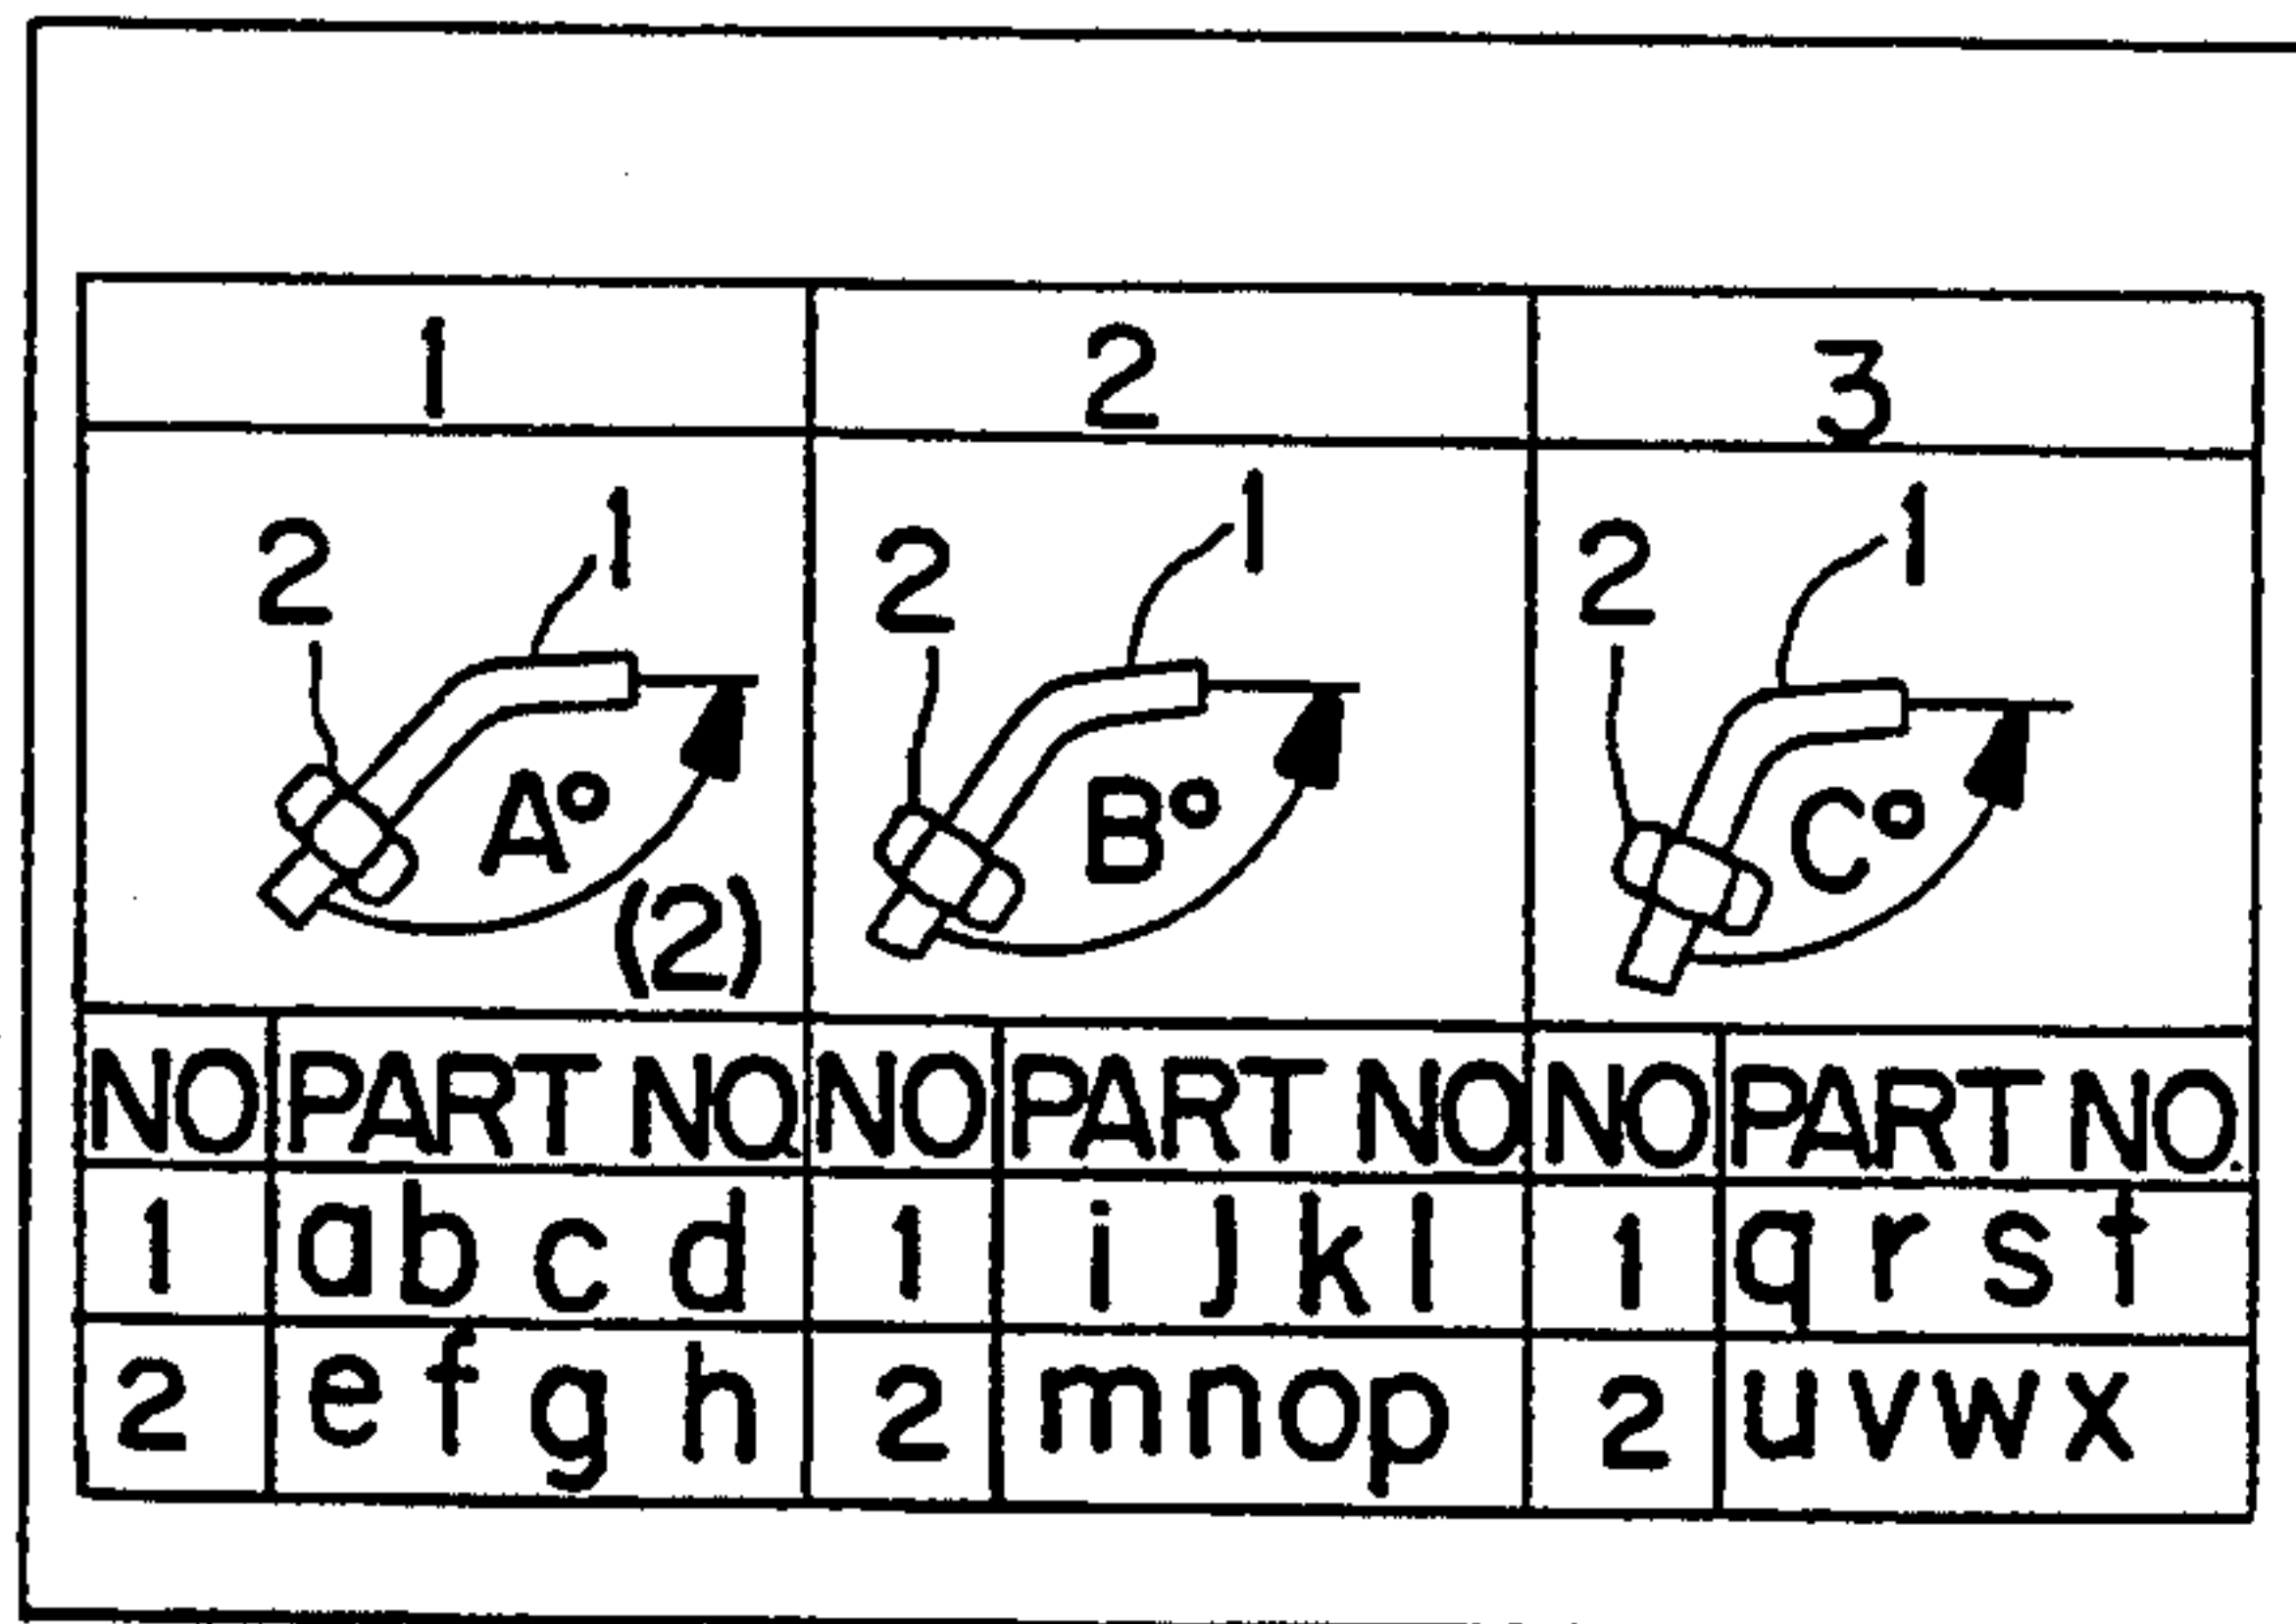 1 2 3
2 1 2 1 2 1
A° B° C°
(2)
NO PART NO. NO PART NO. NO PART NO.
1 abcd 1 ijkl 1 qrst
2 efgh 2 mnop 2 uvwx